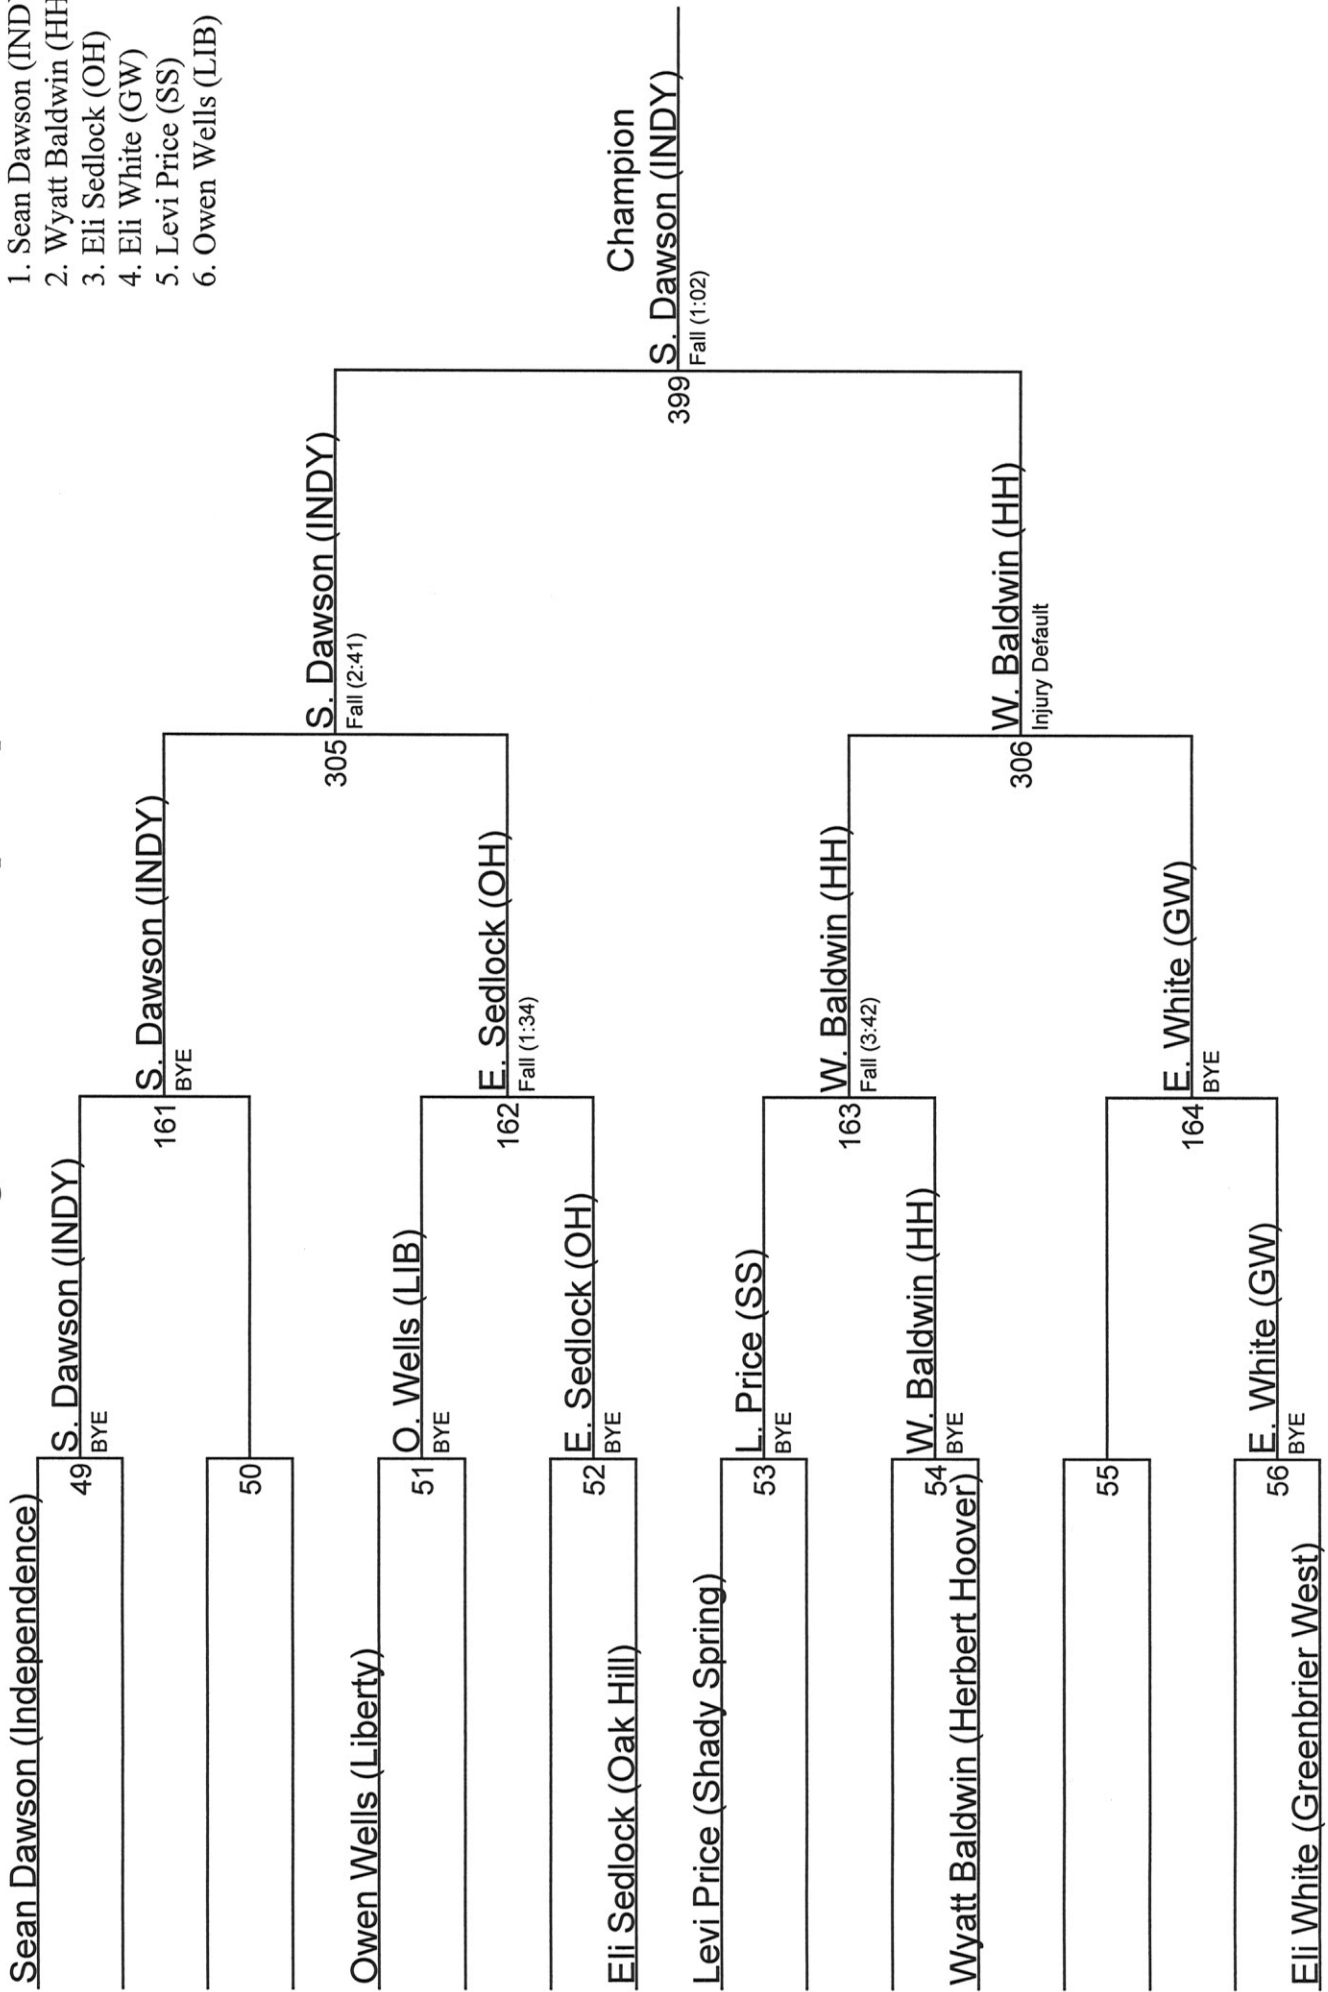 1. Sean Dawson (IND
2. Wyatt Baldwin (HH
3. Eli Sedlock (OH)
4. Eli White (GW)
5. Levi Price (SS)
6. Owen Wells (LIB)
Sean Dawson (Independence)
49
Owen Wells (Liberty)
50
51
Eli Sedlock (Oak Hill)
52
Levi Price (Shady Spring)
53
Wyatt Baldwin (Herbert Hoover)
54
55
Eli White (Greenbrier West)
56
S. Dawson (INDY)
BYE
161
O. Wells (LIB)
BYE
162
E. Sedlock (OH)
BYE
L. Price (SS)
BYE
163
W. Baldwin (HH)
BYE
164
E. White (GW)
BYE
S. Dawson (INDY)
BYE
305
E. Sedlock (OH)
Fall (1:34)
W. Baldwin (HH)
Fall (3:42)
306
E. White (GW)
BYE
S. Dawson (INDY)
Fall (2:41)
399
W. Baldwin (HH)
Injury Default
Champion
S. Dawson (INDY)
Fall (1:02)